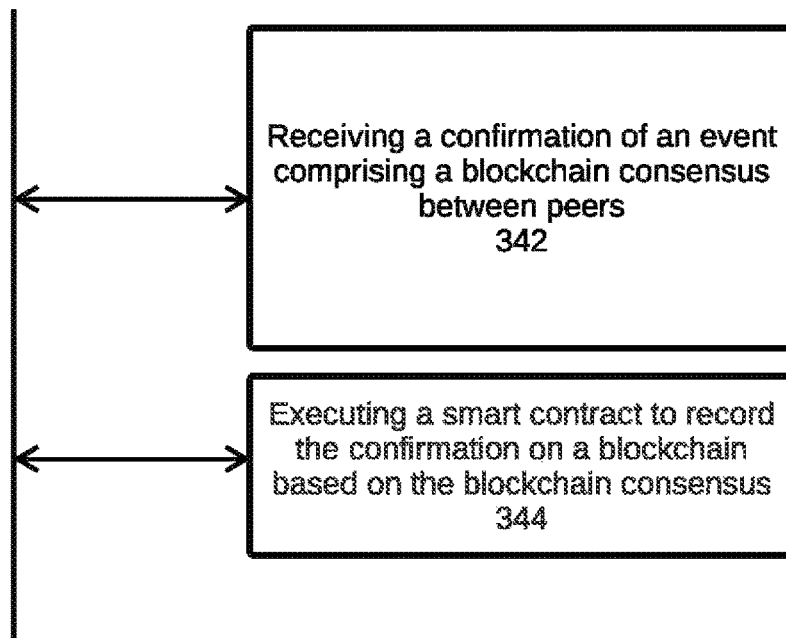 Receiving a confirmation of an event
comprising a blockchain consensus
between peers
342
Executing a smart contract to record
the confirmation on a blockchain
based on the blockchain consensus
344